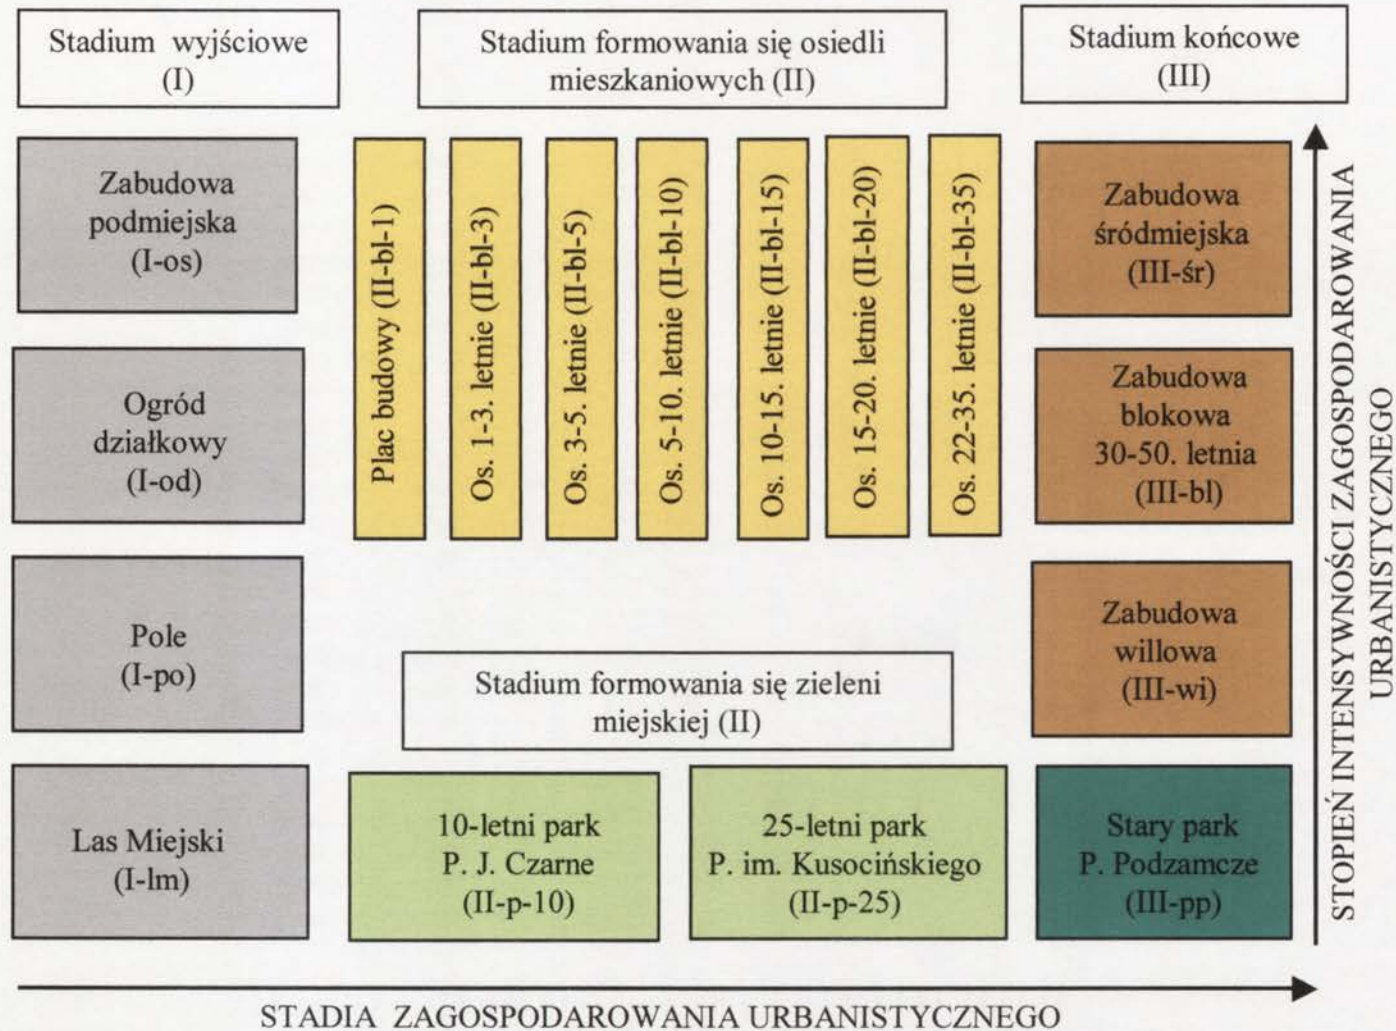 Stadium wyjściowe
(I)
Stadium formowania się osiedli
mieszkaniowych (II)
Stadium końcowe
(III)
Zabudowa
podmiejska
(I-os)
Ogród
działkowy
(I-od)
Pole
(I-po)
Las Miejski
(I-lm)
Plac budowy (II-bl-1)
Os. 1-3. letnie (II-bl-3)
Os. 3-5. letnie (II-bl-5)
Os. 5-10. letnie (II-bl-10)
Os. 10-15. letnie (II-bl-15)
Os. 15-20. letnie (II-bl-20)
Os. 22-35. letnie (II-bl-35)
Stadium formowania się zieleni
miejskiej (II)
10-letni park
P. J. Czarne
(II-p-10)
25-letni park
P. im. Kusocińskiego
(II-p-25)
Zabudowa
śródmiejska
(III-śr)
Zabudowa
blokowa
30-50. letnia
(III-bl)
Zabudowa
willowa
(III-wi)
Stary park
P. Podzamcze
(III-pp)
STOPIEŃ INTENSYWNOŚCI ZAGOSPODAROWANIA
URBANISTYCZNEGO
STADIA ZAGOSPODAROWANIA URBANISTYCZNEGO